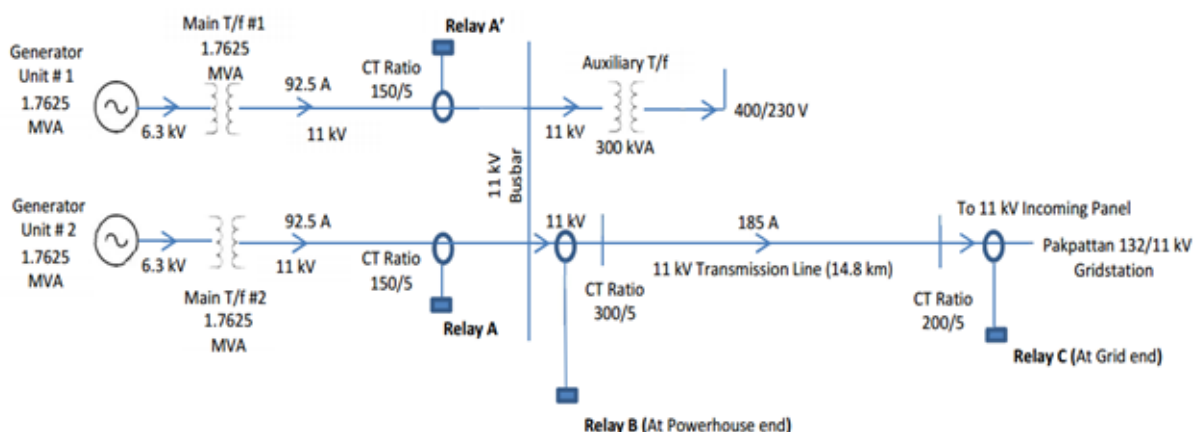 Main T/f #1
1.7625
MVA
Relay A'
Generator
Unit # 1
1.7625
MVA
6.3 kV
92.5 A
11 kV
CT Ratio
150/5
Auxiliary T/f
11 kV
300 kVA
400/230 V
11 kV
Busbar
Generator
Unit # 2
1.7625
MVA
6.3 kV
92.5 A
11 kV
Main T/f #2
1.7625
MVA
CT Ratio
150/5
Relay A
11 kV
CT Ratio
300/5
185 A
11 kV Transmission Line (14.8 km)
To 11 kV Incoming Panel
Pakpattan 132/11 kV
Gridstation
CT Ratio
200/5
Relay C (At Grid end)
Relay B (At Powerhouse end)